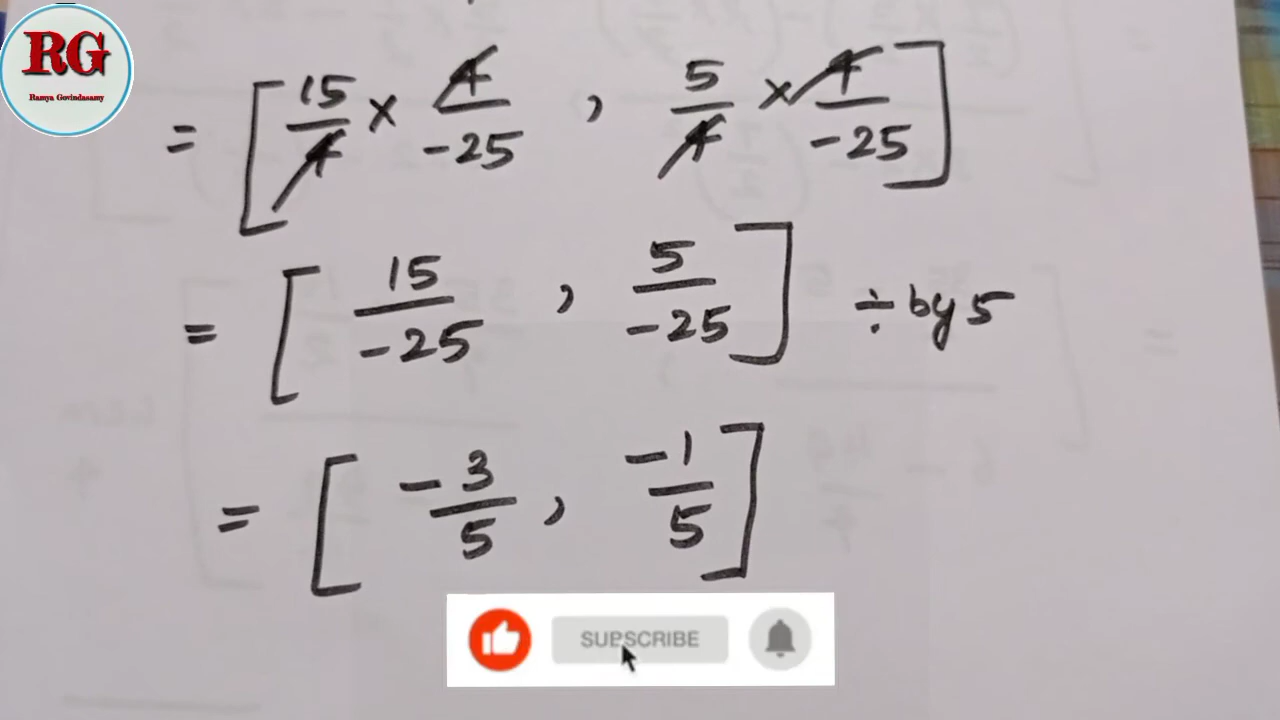 RG
Ramya Govindasamy
= [ 15/4 × 4/-25 , 5/4 × 4/-25 ]
= [ 15/-25 , 5/-25 ] ÷ by 5
= [ -3/5 , -1/5 ]
SUBSCRIBE